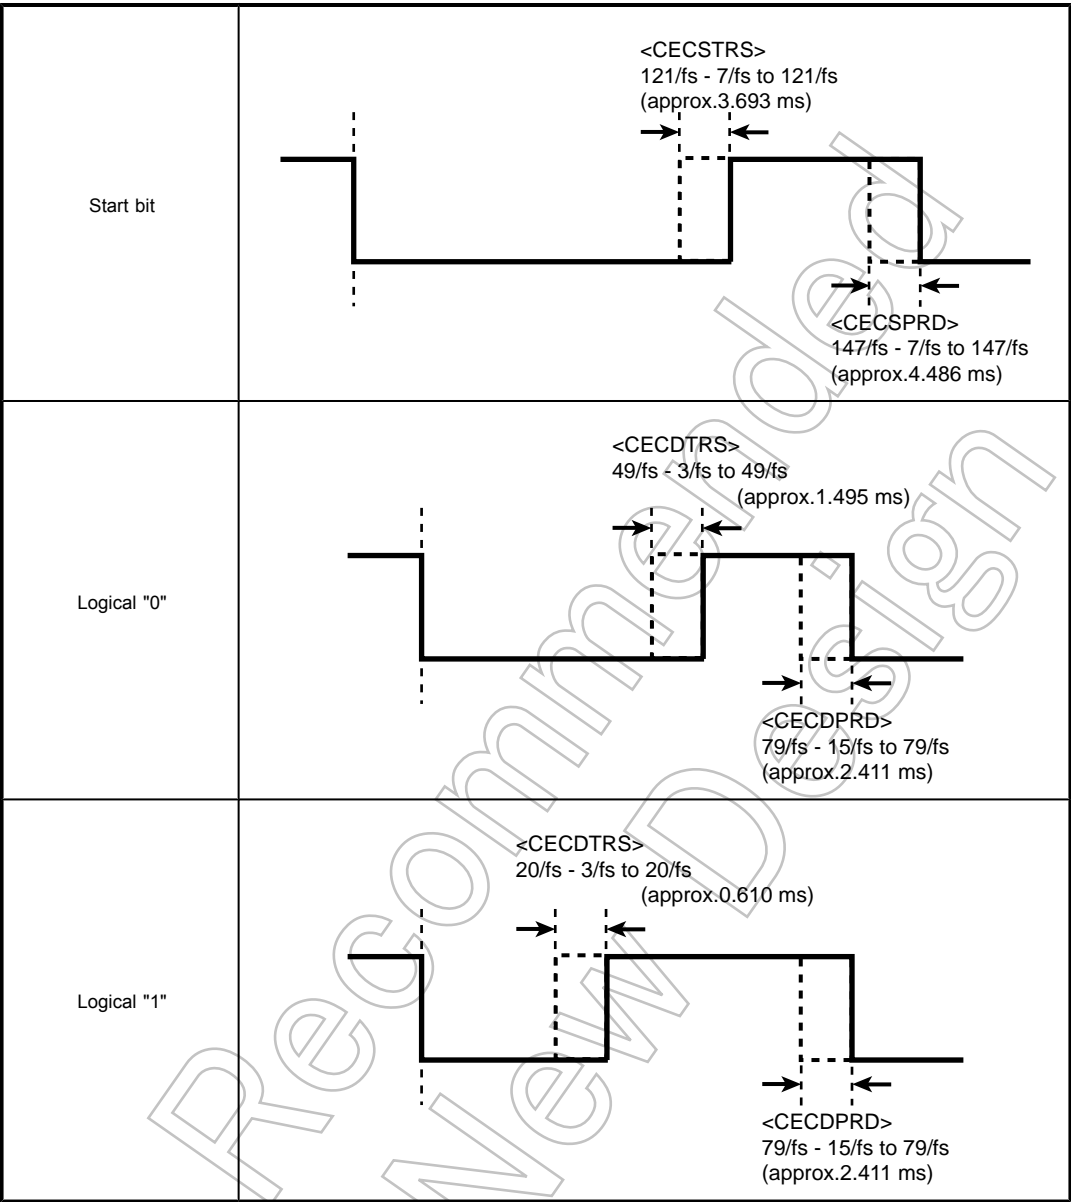 Start bit
<CECSTRS>
121/fs - 7/fs to 121/fs
(approx.3.693 ms)
<CECSPRD>
147/fs - 7/fs to 147/fs
(approx.4.486 ms)
Logical "0"
<CECDTRS>
49/fs - 3/fs to 49/fs
(approx.1.495 ms)
<CECDPRD>
79/fs - 15/fs to 79/fs
(approx.2.411 ms)
Logical "1"
<CECDTRS>
20/fs - 3/fs to 20/fs
(approx.0.610 ms)
<CECDPRD>
79/fs - 15/fs to 79/fs
(approx.2.411 ms)
Recommended
New Design